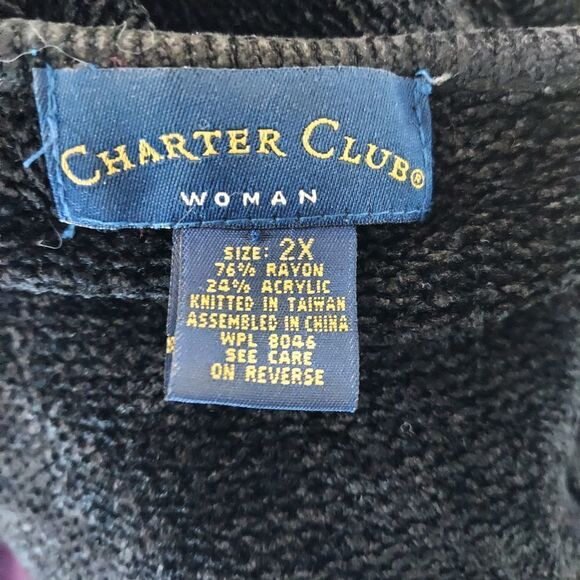 CHARTER CLUB®
WOMAN
SIZE: 2X
76% RAYON
24% ACRYLIC
KNITTED IN TAIWAN
ASSEMBLED IN CHINA
WPL 8046
SEE CARE
ON REVERSE